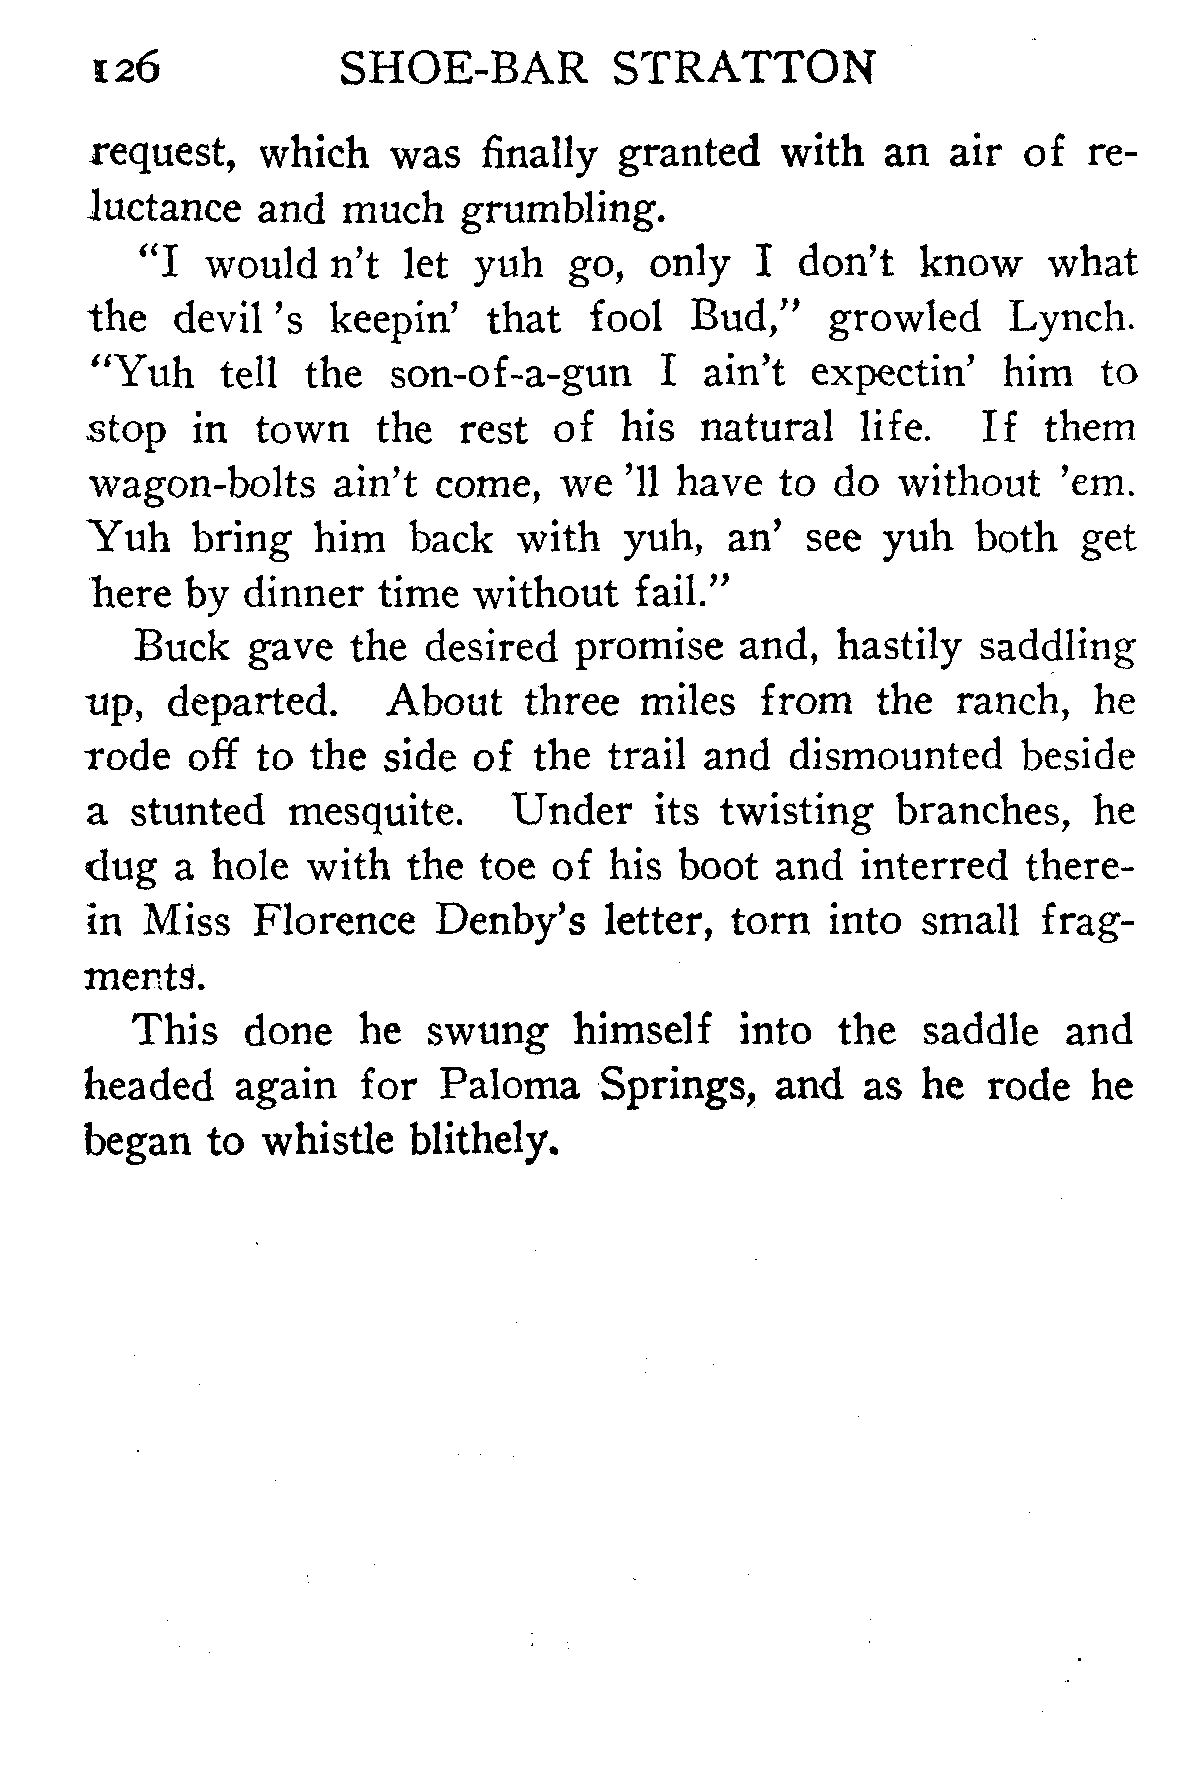 126 SHOE-BAR STRATTON
request, which was finally granted with an air of re-
luctance and much grumbling.
“I would n’t let yuh go, only I don’t know what
the devil ’s keepin’ that fool Bud,” growled Lynch.
“Yuh tell the son-of-a-gun I ain’t expectin’ him to
stop in town the rest of his natural life. If them
wagon-bolts ain’t come, we ’ll have to do without ’em.
Yuh bring him back with yuh, an’ see yuh both get
here by dinner time without fail.”
Buck gave the desired promise and, hastily saddling
up, departed. About three miles from the ranch, he
rode off to the side of the trail and dismounted beside
a stunted mesquite. Under its twisting branches, he
dug a hole with the toe of his boot and interred there-
in Miss Florence Denby’s letter, torn into small frag-
ments.
This done he swung himself into the saddle and
headed again for Paloma Springs, and as he rode he
began to whistle blithely.